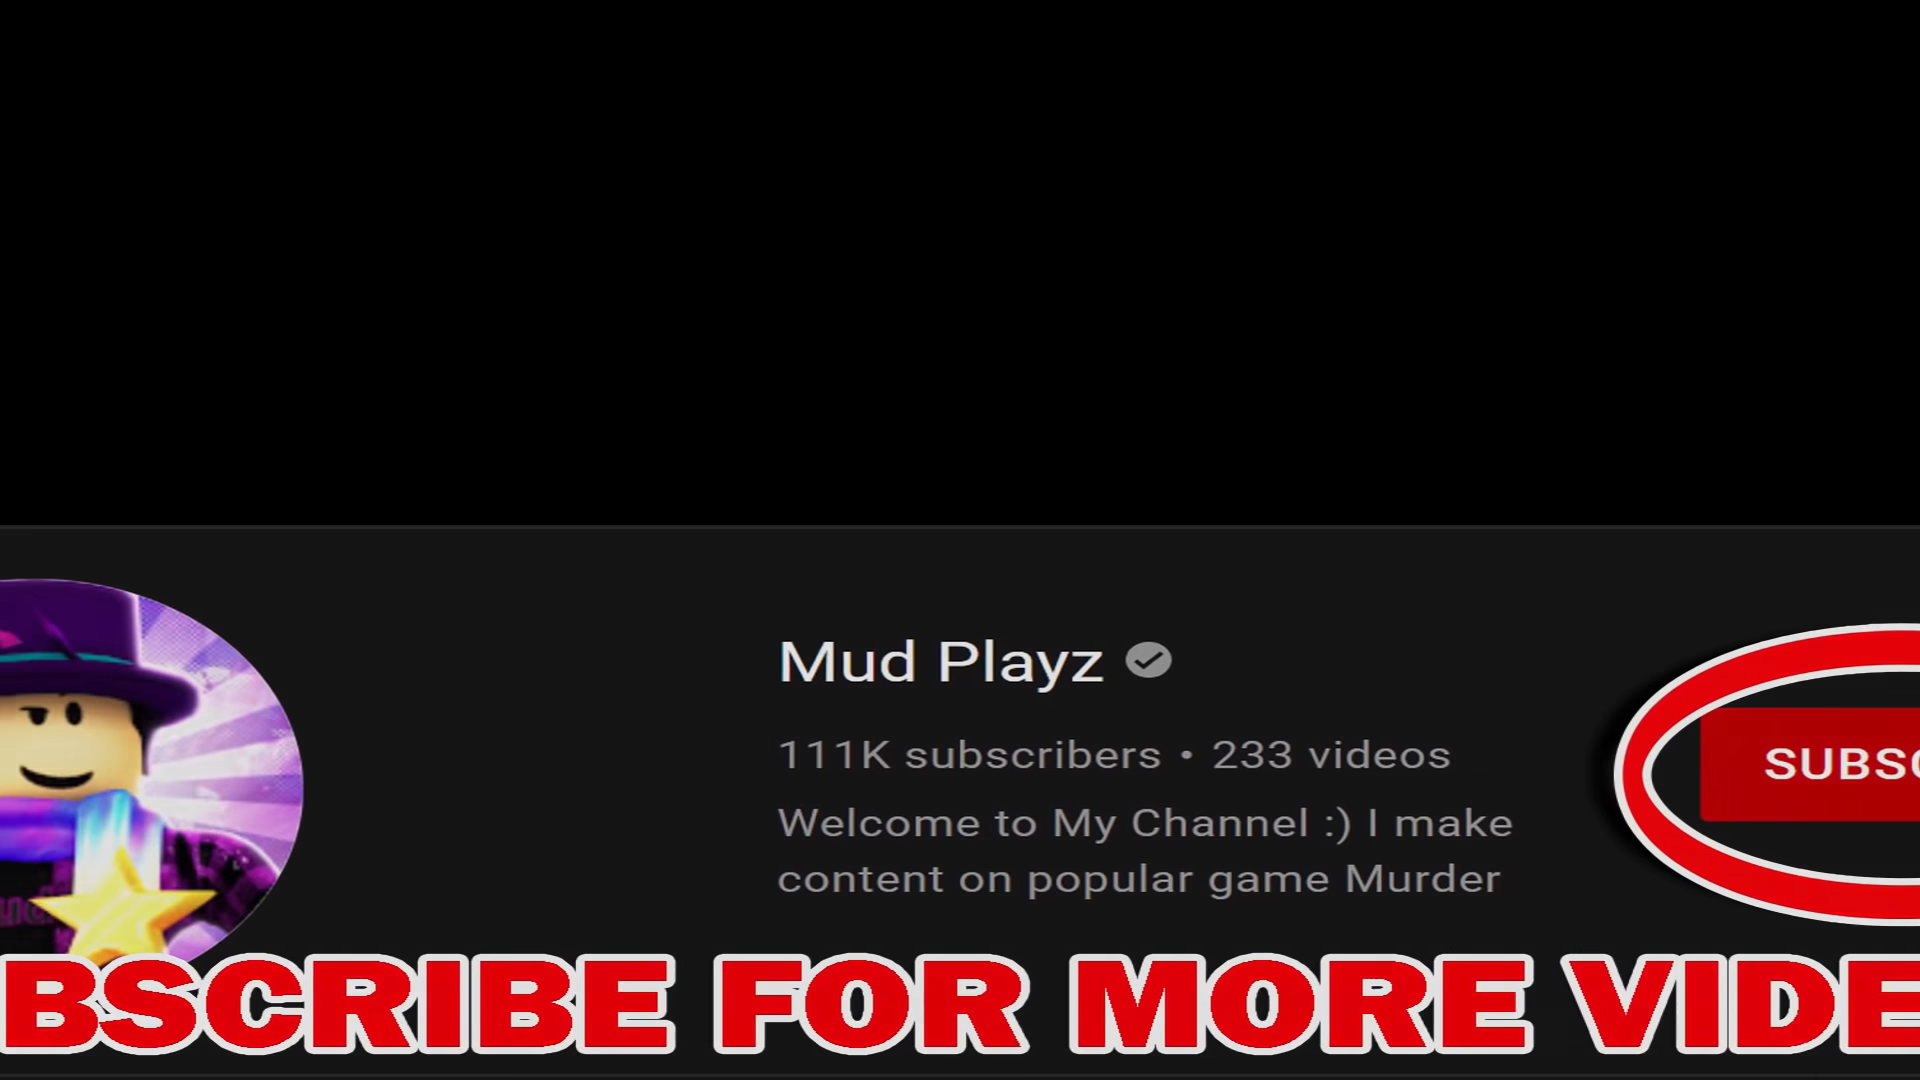 Mud Playz
111K subscribers • 233 videos
Welcome to My Channel :) I make
content on popular game Murder
SUBSC
BSCRIBE FOR MORE VIDE